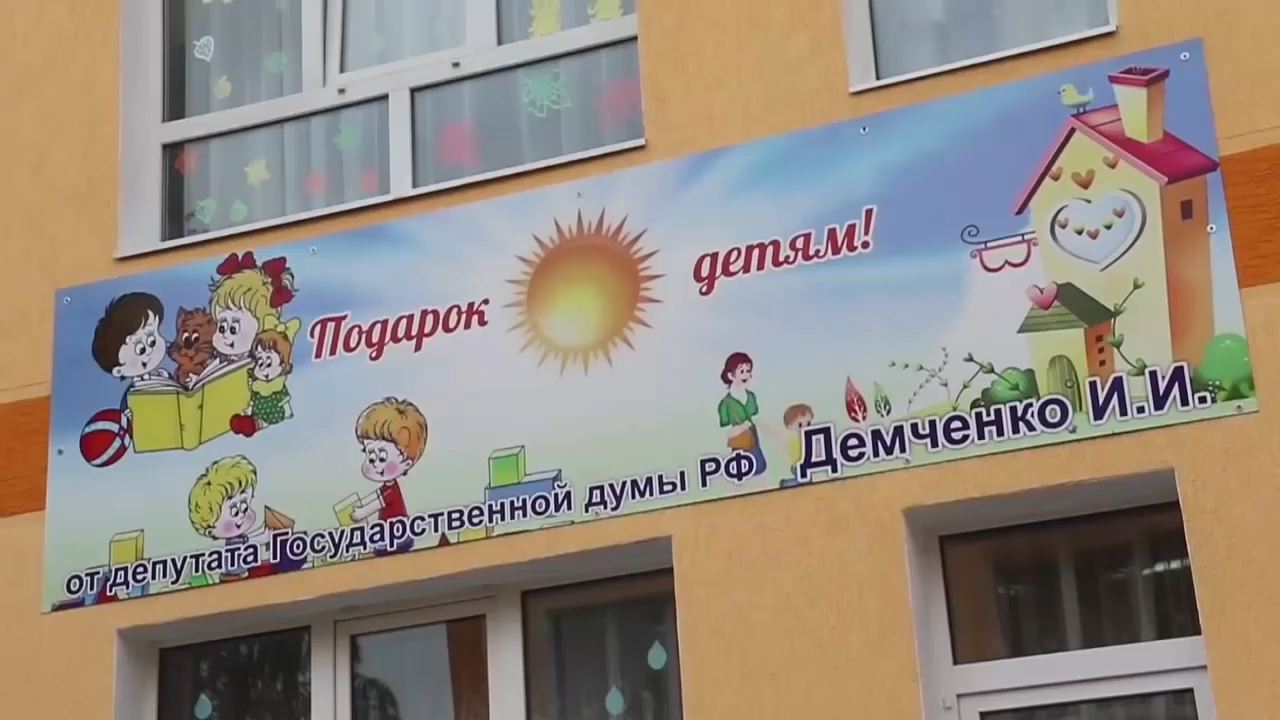 Подарок детям!
от депутата Государственной думы РФ Демченко И.И.